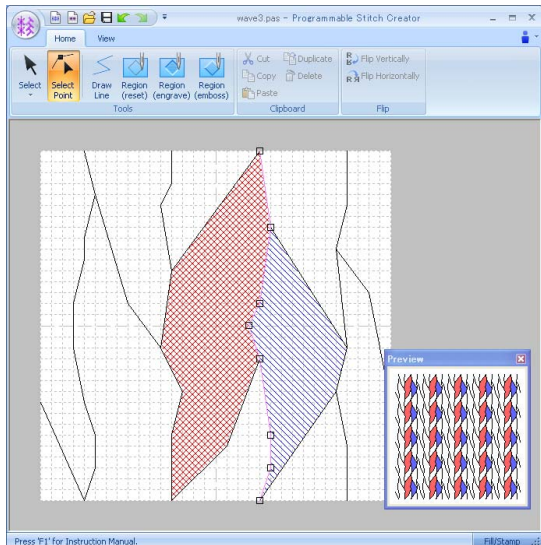 wave3.pas - Programmable Stitch Creator
Home View
Select
Select Point
Draw Line
Region (reset)
Region (engrave)
Region (emboss)
Tools
Cut
Copy
Paste
Duplicate
Delete
Clipboard
Flip Vertically
Flip Horizontally
Flip
Preview
Press 'F1' for Instruction Manual.
Fill/Stamp